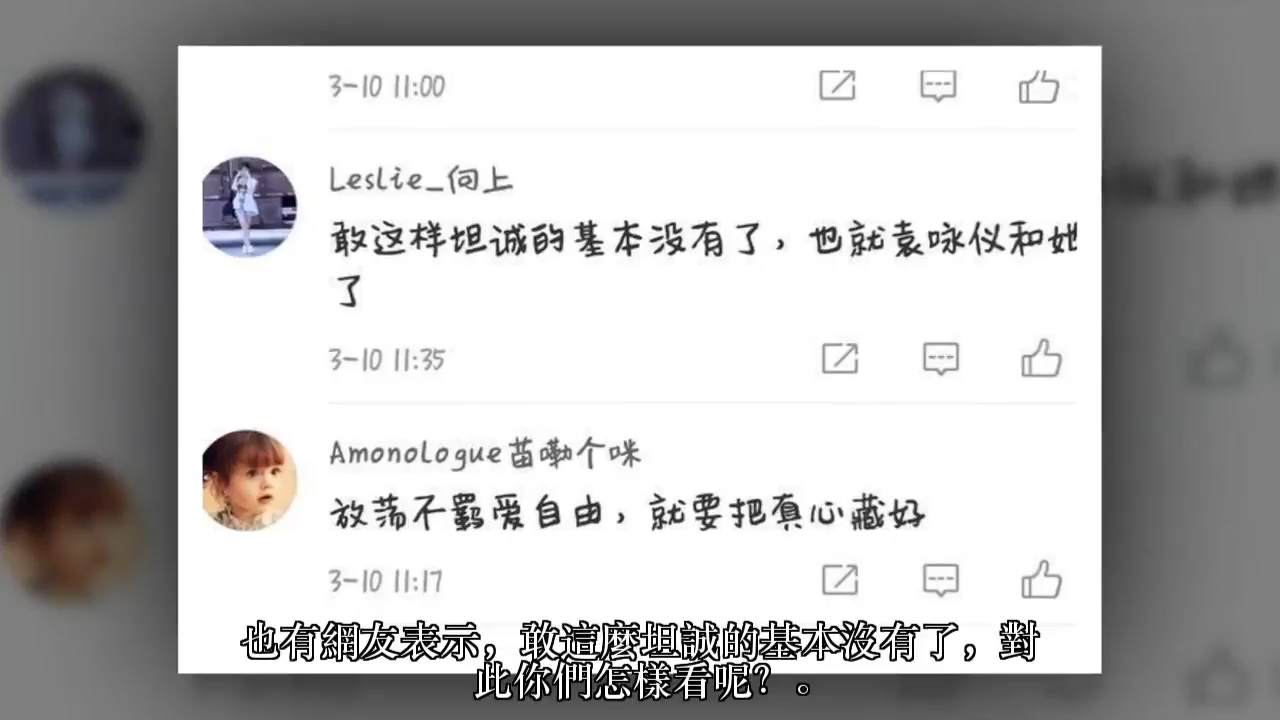 3-10 11:00
Leslie_向上
敢这样坦诚的基本没有了，也就袁咏仪和她
了
3-10 11:35
Amonologue苗嘞个咪
放荡不羁爱自由，就要把真心藏好
3-10 11:17
也有網友表示，敢這麼坦誠的基本沒有了，對
此你們怎樣看呢？。